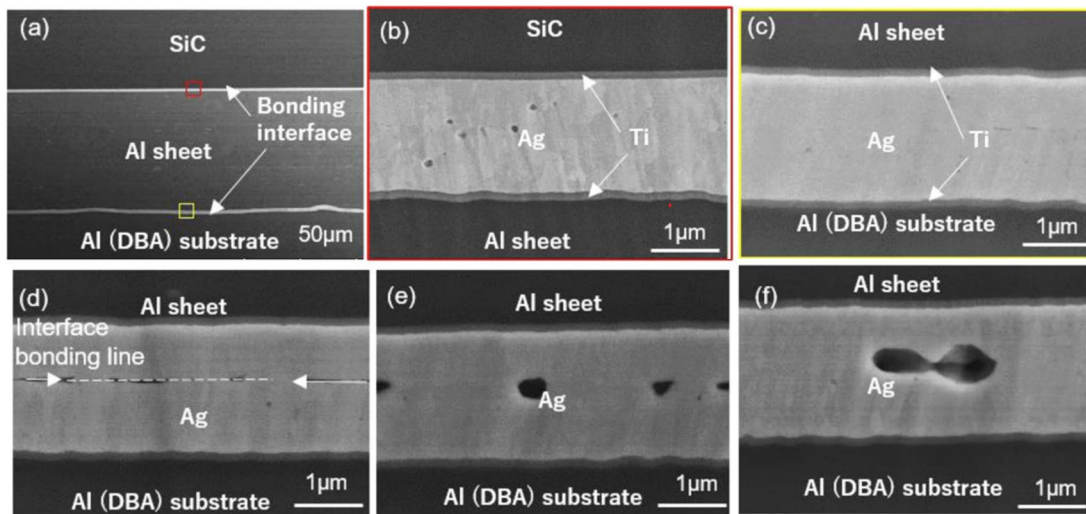 (a)
SiC
Bonding
interface
Al sheet
Al (DBA) substrate
50μm
(b)
SiC
Ag
Ti
Al sheet
1μm
(c)
Al sheet
Ag
Ti
Al (DBA) substrate
1μm
(d)
Al sheet
Interface
bonding line
Ag
1μm
Al (DBA) substrate
(e)
Al sheet
Ag
1μm
Al (DBA) substrate
(f)
Al sheet
Ag
1μm
Al (DBA) substrate